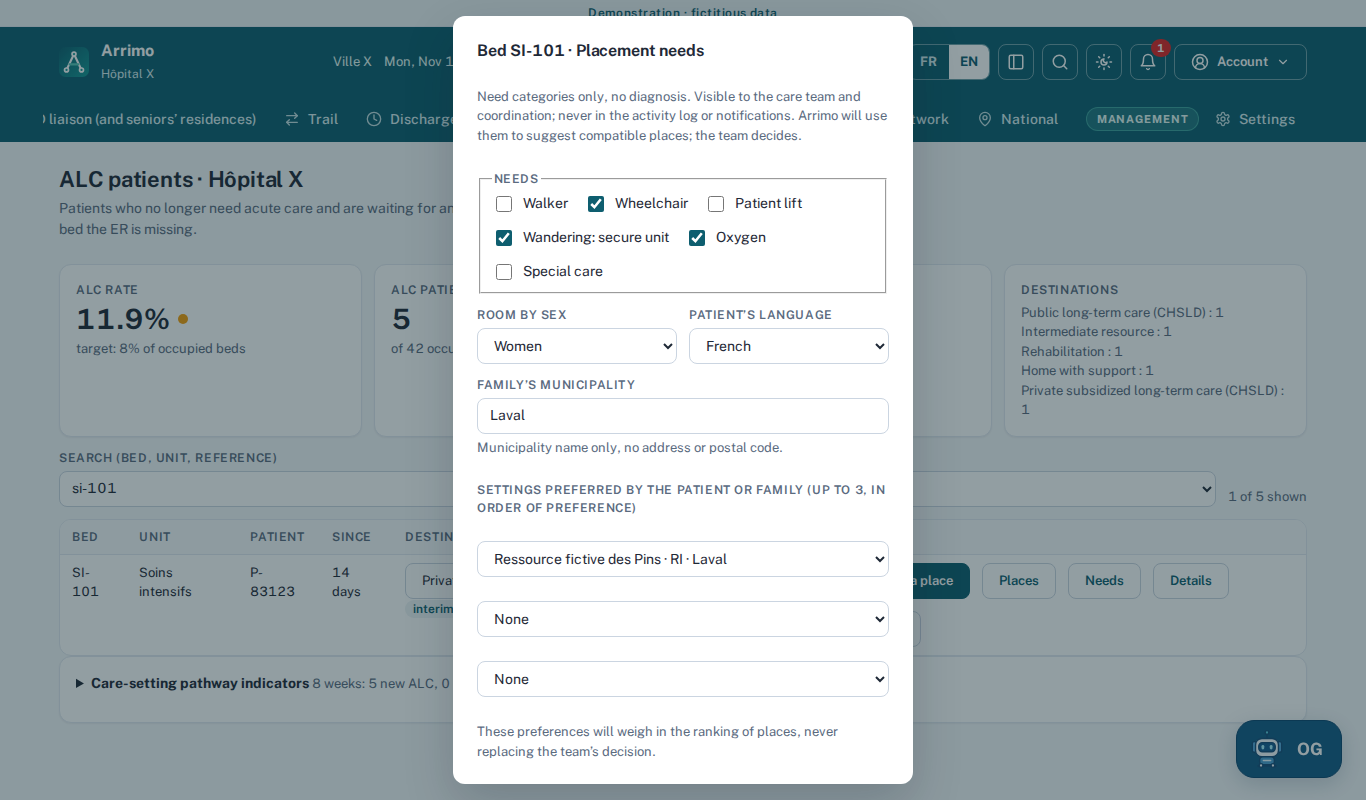 Demonstration · fictitious data
Arrimo
Hôpital X
Ville X Mon, Nov 1
FR EN
1
Account
liaison (and seniors' residences) Trail Discharge
twork National MANAGEMENT Settings
ALC patients · Hôpital X
Patients who no longer need acute care and are waiting for an
bed the ER is missing.
ALC RATE
11.9%
target: 8% of occupied beds
ALC PATIE
5
of 42 occu
DESTINATIONS
Public long-term care (CHSLD) : 1
Intermediate resource : 1
Rehabilitation : 1
Home with support : 1
Private subsidized long-term care (CHSLD) :
1
SEARCH (BED, UNIT, REFERENCE)
si-101
1 of 5 shown
BED UNIT PATIENT SINCE DESTIN
SI-
101
Soins
intensifs
P-
83123
14
days
Priva
interim
a place Places Needs Details
Care-setting pathway indicators 8 weeks: 5 new ALC, 0
Bed SI-101 · Placement needs
Need categories only, no diagnosis. Visible to the care team and
coordination; never in the activity log or notifications. Arrimo will use
them to suggest compatible places; the team decides.
NEEDS
Walker Wheelchair Patient lift
Wandering: secure unit Oxygen
Special care
ROOM BY SEX PATIENT'S LANGUAGE
Women French
FAMILY'S MUNICIPALITY
Laval
Municipality name only, no address or postal code.
SETTINGS PREFERRED BY THE PATIENT OR FAMILY (UP TO 3, IN
ORDER OF PREFERENCE)
Ressource fictive des Pins · RI · Laval
None
None
These preferences will weigh in the ranking of places, never
replacing the team's decision.
OG